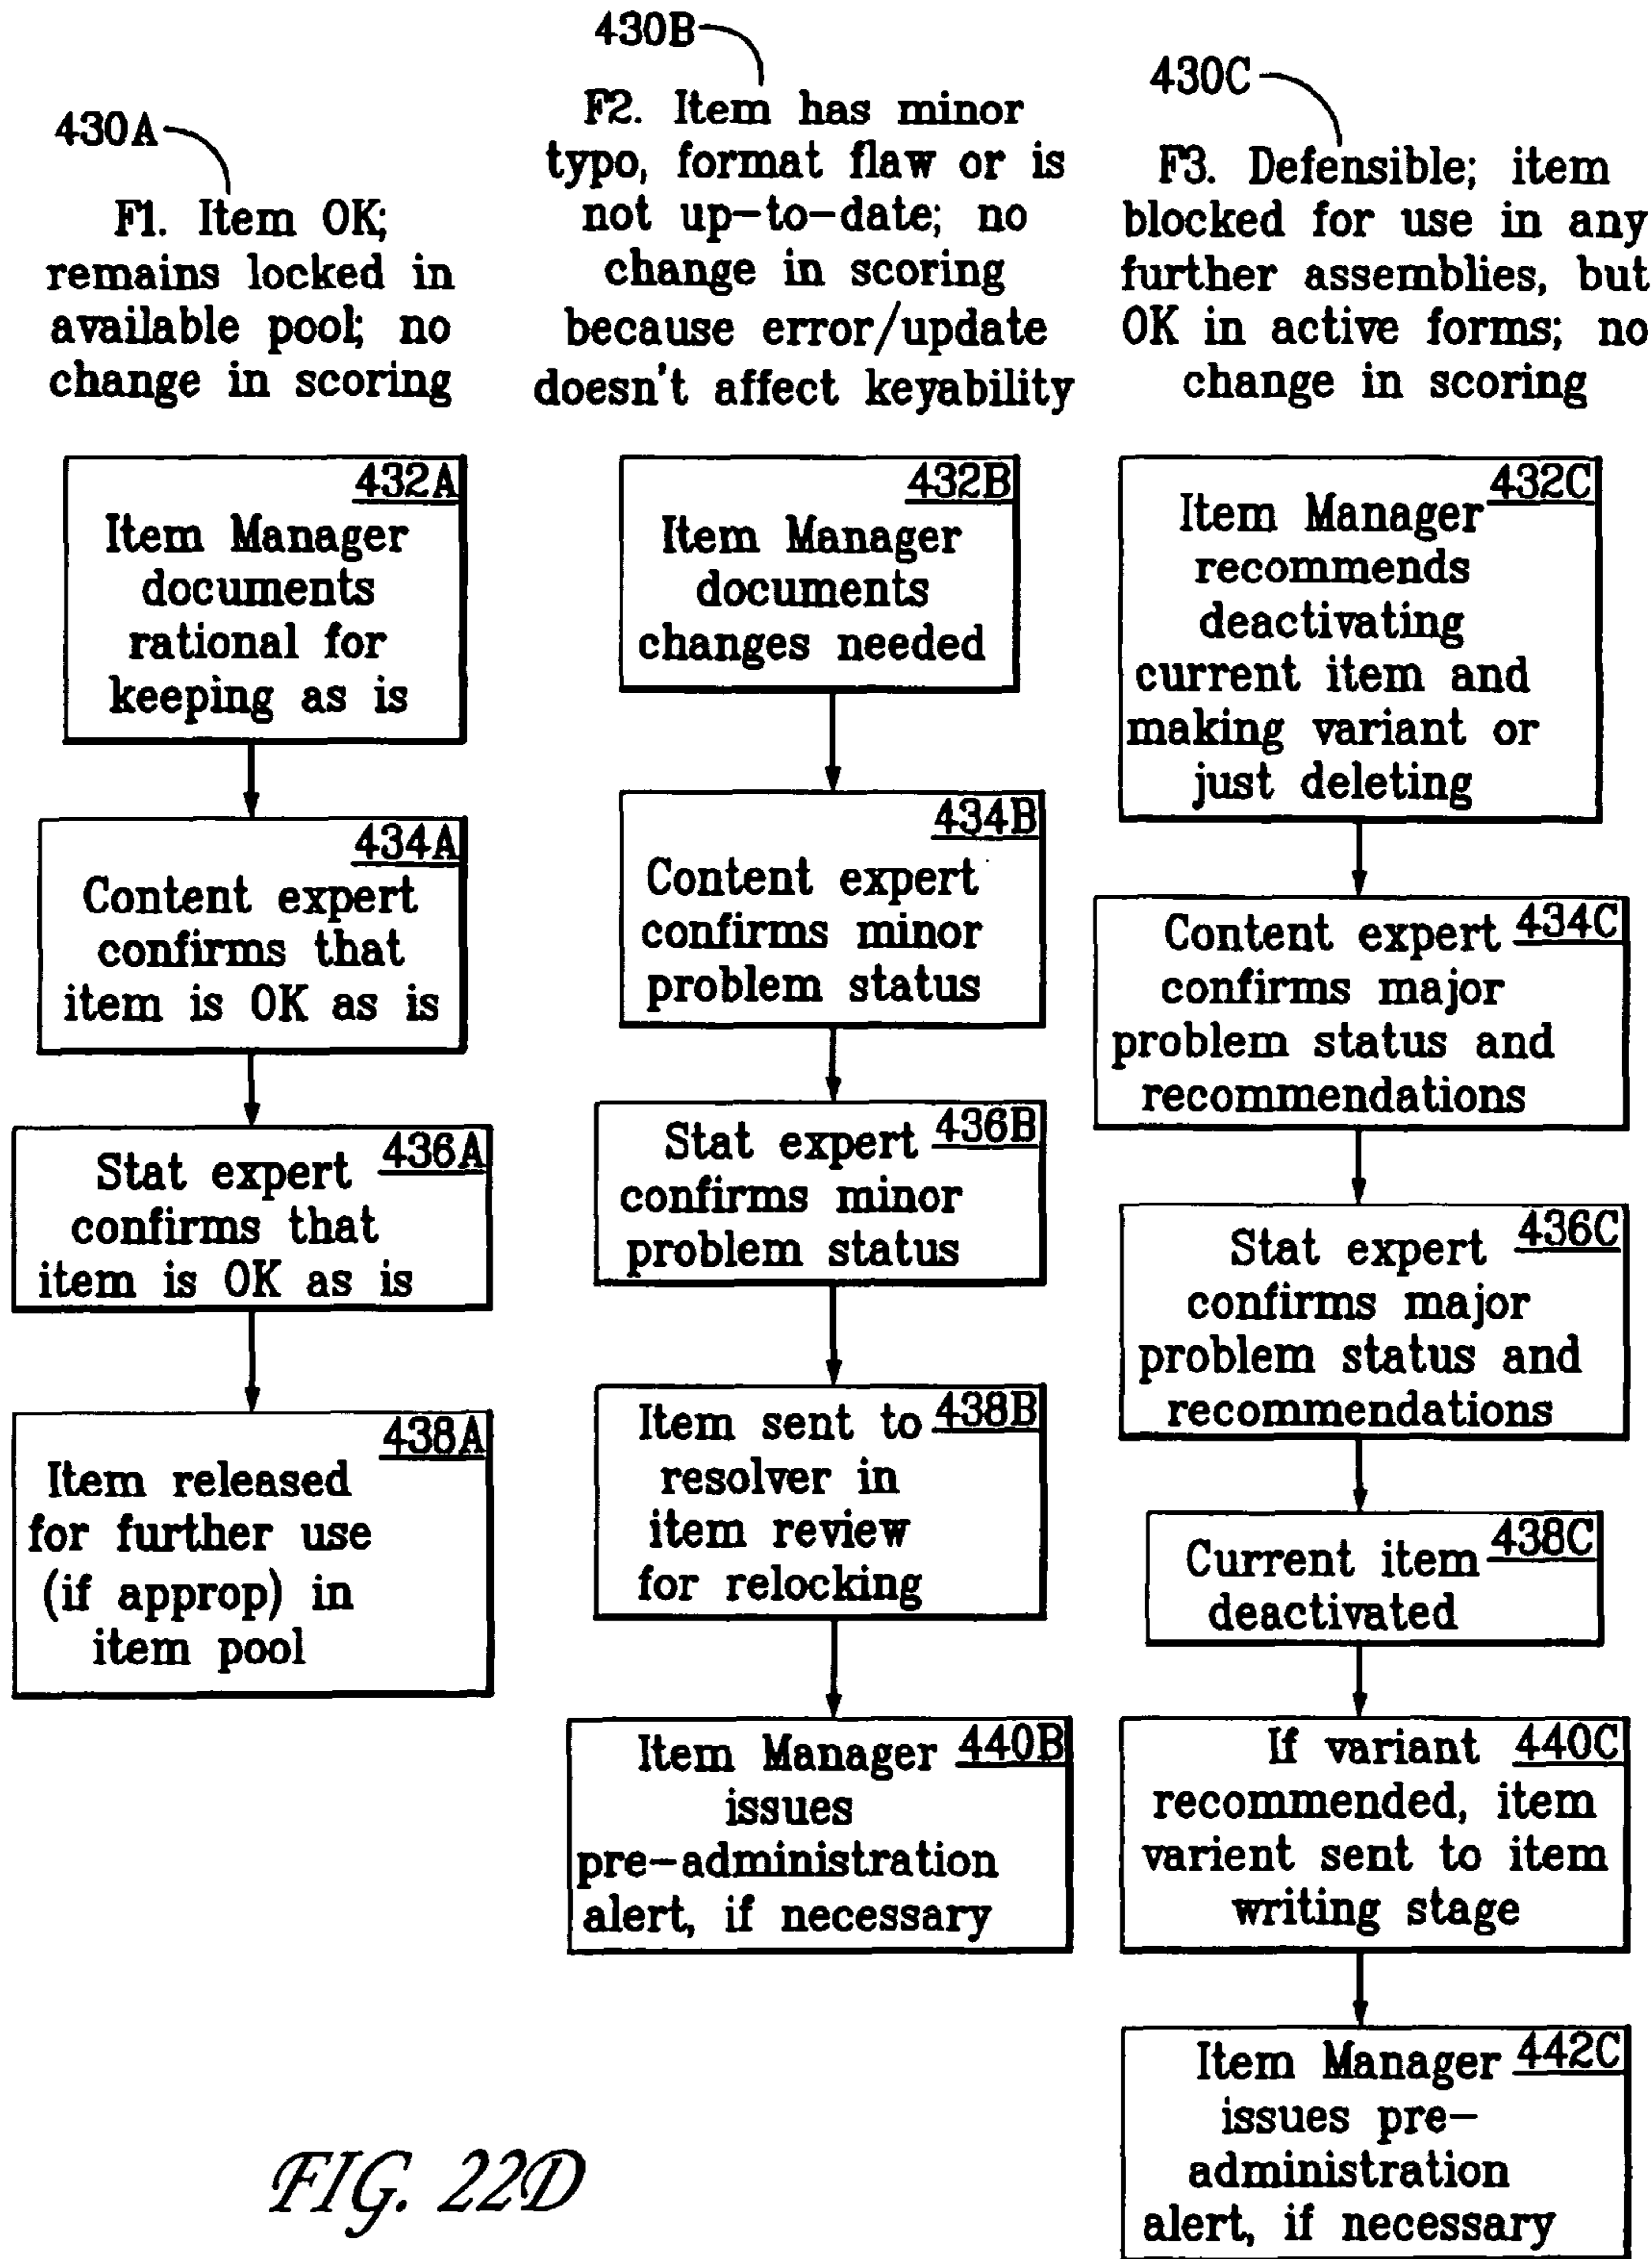 430A
F1. Item OK;
remains locked in
available pool; no
change in scoring
432A
Item Manager
documents
rational for
keeping as is
434A
Content expert
confirms that
item is OK as is
436A
Stat expert
confirms that
item is OK as is
438A
Item released
for further use
(if approp) in
item pool
430B
F2. Item has minor
typo, format flaw or is
not up-to-date; no
change in scoring
because error/update
doesn't affect keyability
432B
Item Manager
documents
changes needed
434B
Content expert
confirms minor
problem status
436B
Stat expert
confirms minor
problem status
438B
Item sent to
resolver in
item review
for relocking
440B
Item Manager
issues
pre-administration
alert, if necessary
430C
F3. Defensible; item
blocked for use in any
further assemblies, but
OK in active forms; no
change in scoring
432C
Item Manager
recommends
deactivating
current item and
making variant or
just deleting
434C
Content expert
confirms major
problem status and
recommendations
436C
Stat expert
confirms major
problem status and
recommendations
438C
Current item
deactivated
440C
If variant
recommended, item
varient sent to item
writing stage
442C
Item Manager
issues pre-
administration
alert, if necessary
FIG. 22D